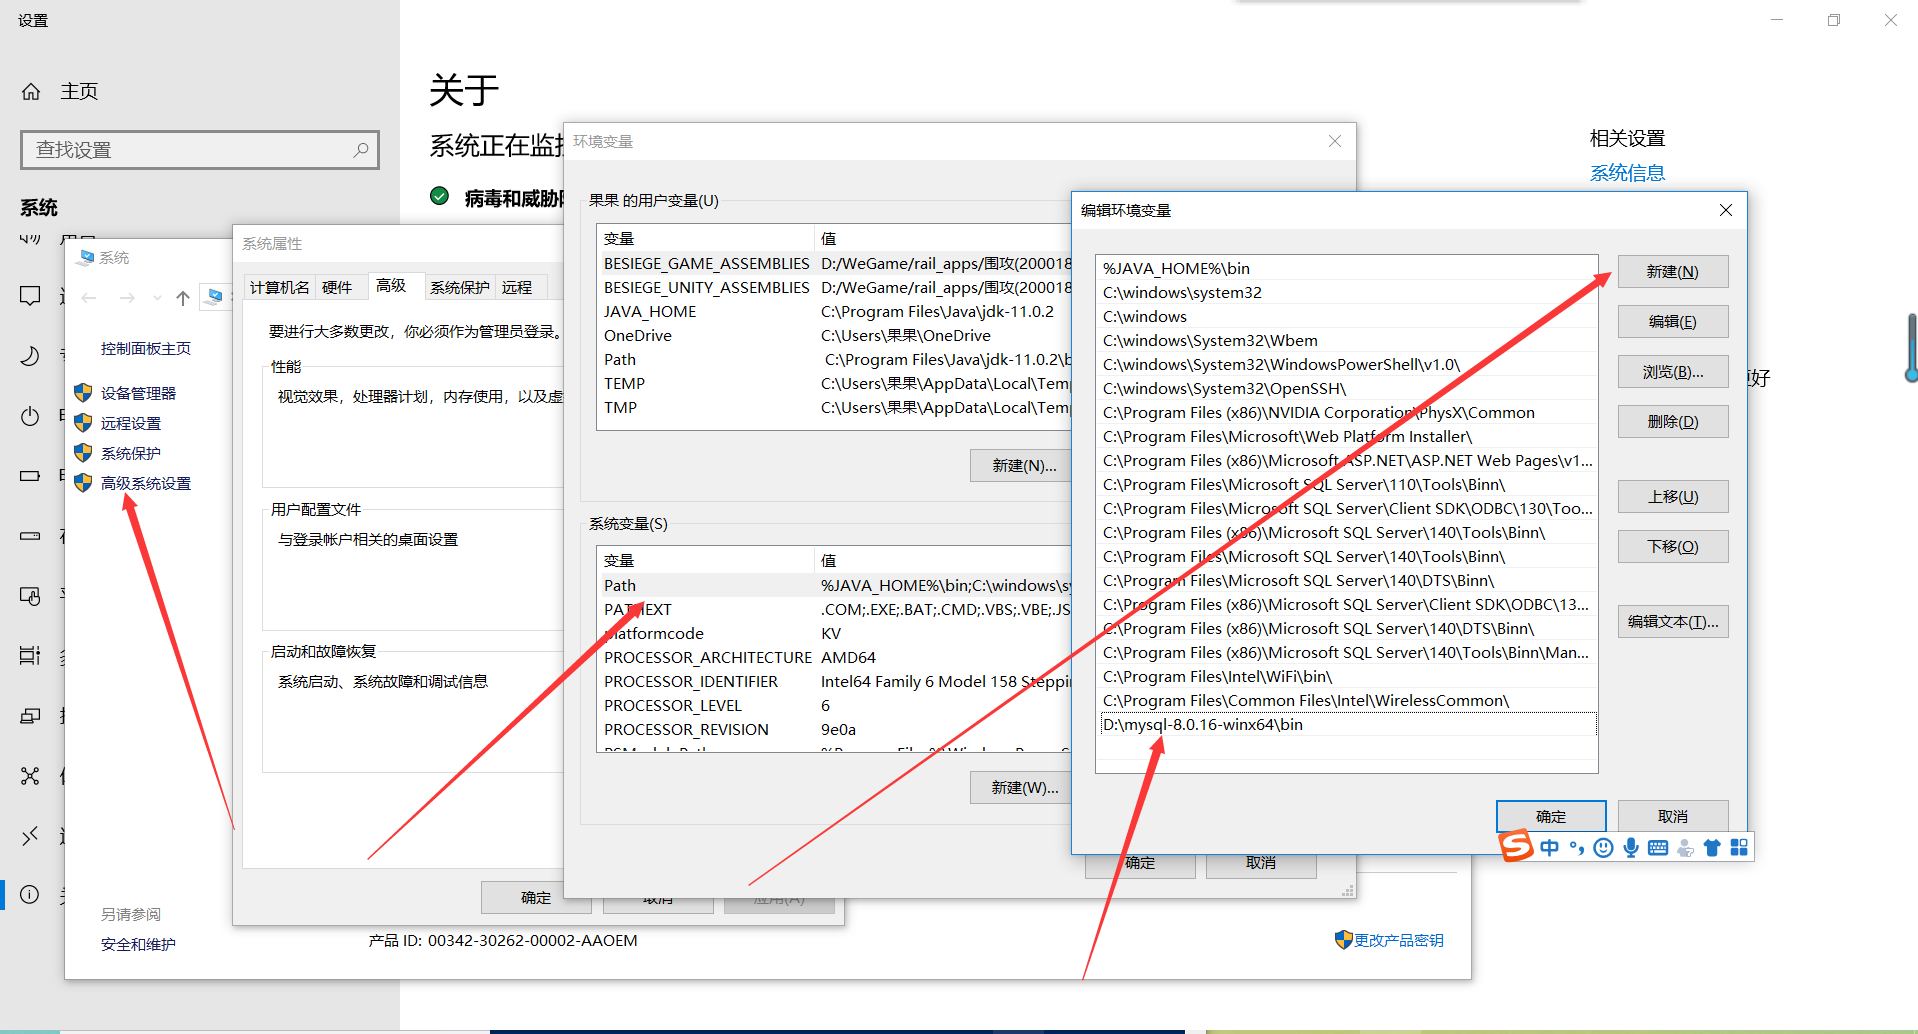 设置
主页
查找设置
系统
关于
系统正在监
病毒和威胁
相关设置
系统信息
更好
系统
控制面板主页
设备管理器
远程设置
系统保护
高级系统设置
另请参阅
安全和维护
产品 ID: 00342-30262-00002-AAOEM
更改产品密钥
系统属性
计算机名 硬件 高级 系统保护 远程
要进行大多数更改，你必须作为管理员登录。
性能
视觉效果，处理器计划，内存使用，以及虚
用户配置文件
与登录帐户相关的桌面设置
启动和故障恢复
系统启动、系统故障和调试信息
确定 取消 应用(A)
环境变量
果果 的用户变量(U)
变量 值
BESIEGE_GAME_ASSEMBLIES D:/WeGame/rail_apps/围攻(200018
BESIEGE_UNITY_ASSEMBLIES D:/WeGame/rail_apps/围攻(200018
JAVA_HOME C:\Program Files\Java\jdk-11.0.2
OneDrive C:\Users\果果\OneDrive
Path C:\Program Files\Java\jdk-11.0.2\b
TEMP C:\Users\果果\AppData\Local\Temp
TMP C:\Users\果果\AppData\Local\Temp
新建(N)...
系统变量(S)
变量 值
Path %JAVA_HOME%\bin;C:\windows\sy
PATHEXT .COM;.EXE;.BAT;.CMD;.VBS;.VBE;.JS
platformcode KV
PROCESSOR_ARCHITECTURE AMD64
PROCESSOR_IDENTIFIER Intel64 Family 6 Model 158 Steppin
PROCESSOR_LEVEL 6
PROCESSOR_REVISION 9e0a
新建(W)...
确定 取消
编辑环境变量
%JAVA_HOME%\bin
C:\windows\system32
C:\windows
C:\windows\System32\Wbem
C:\windows\System32\WindowsPowerShell\v1.0\
C:\windows\System32\OpenSSH\
C:\Program Files (x86)\NVIDIA Corporation\PhysX\Common
C:\Program Files\Microsoft\Web Platform Installer\
C:\Program Files (x86)\Microsoft ASP.NET\ASP.NET Web Pages\v1...
C:\Program Files\Microsoft SQL Server\110\Tools\Binn\
C:\Program Files\Microsoft SQL Server\Client SDK\ODBC\130\Too...
C:\Program Files (x86)\Microsoft SQL Server\140\Tools\Binn\
C:\Program Files\Microsoft SQL Server\140\Tools\Binn\
C:\Program Files\Microsoft SQL Server\140\DTS\Binn\
C:\Program Files (x86)\Microsoft SQL Server\Client SDK\ODBC\13...
C:\Program Files (x86)\Microsoft SQL Server\140\DTS\Binn\
C:\Program Files (x86)\Microsoft SQL Server\140\Tools\Binn\Man...
C:\Program Files\Intel\WiFi\bin\
C:\Program Files\Common Files\Intel\WirelessCommon\
D:\mysql-8.0.16-winx64\bin
新建(N)
编辑(E)
浏览(B)...
删除(D)
上移(U)
下移(O)
编辑文本(T)...
确定 取消
中